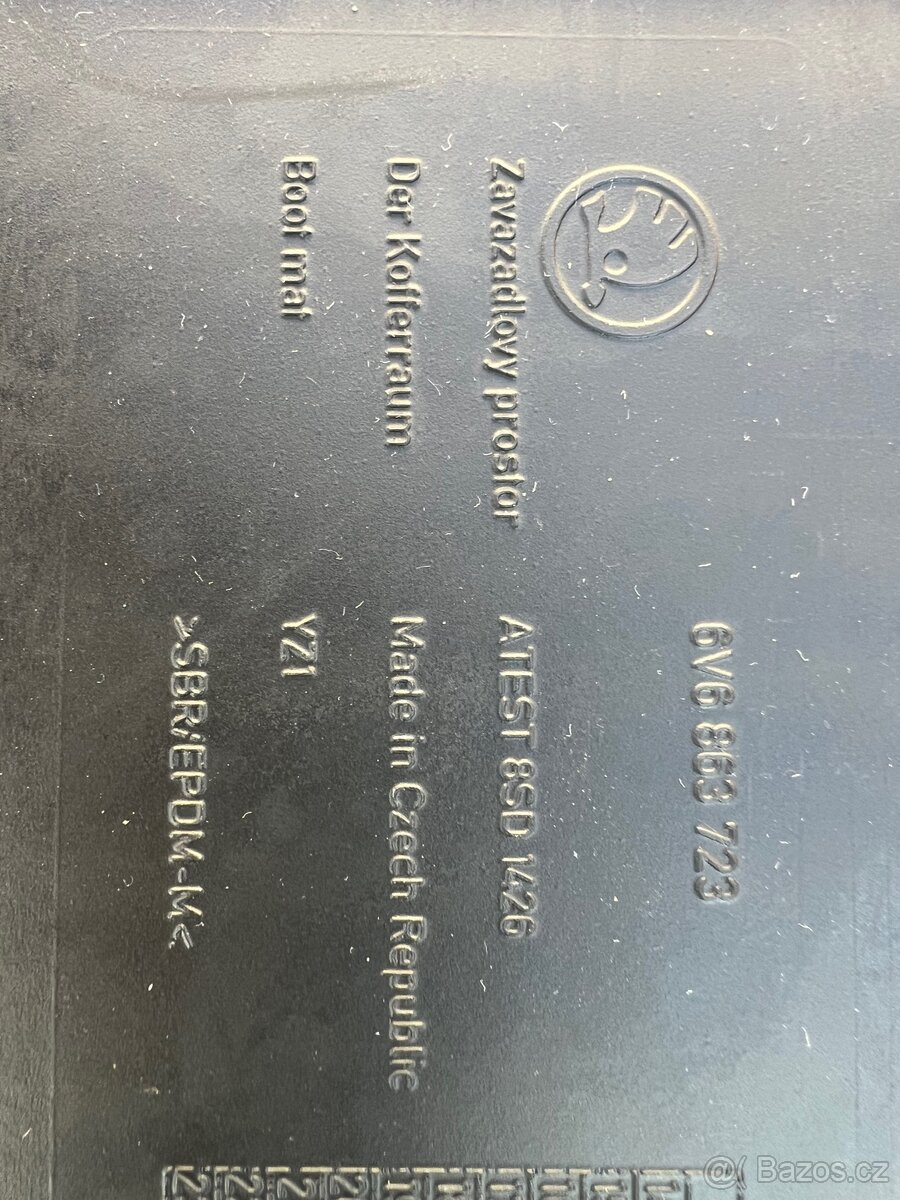 6V6 863 723
Zavazadlovy prostor
ATEST 8SD 1426
Der Kofferraum
Made in Czech Republic
Boot mat
YZ1
>SBR/EPDM-M<
@/ Bazos.cz